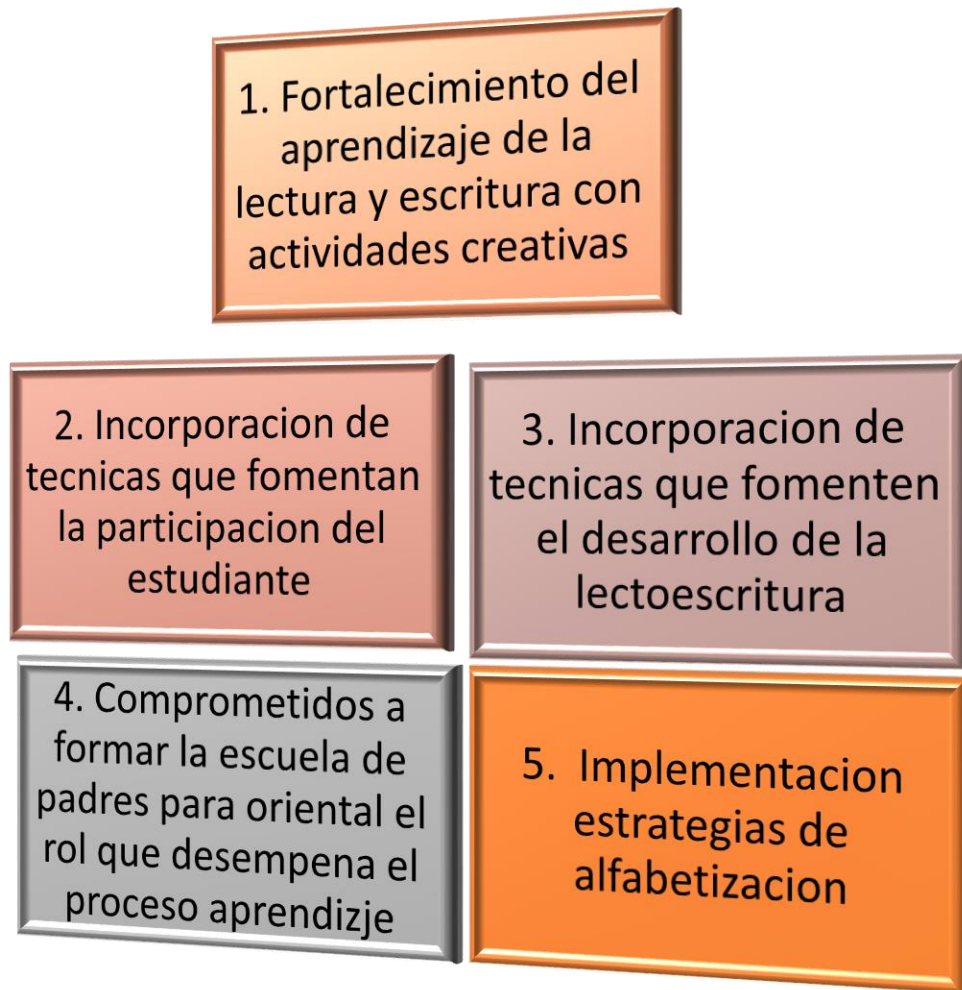 1. Fortalecimiento del
aprendizaje de la
lectura y escritura con
actividades creativas
2. Incorporacion de
tecnicas que fomentan
la participacion del
estudiante
3. Incorporacion de
tecnicas que fomenten
el desarrollo de la
lectoescritura
4. Comprometidos a
formar la escuela de
padres para oriental el
rol que desempena el
proceso aprendizje
5. Implementacion
estrategias de
alfabetizacion